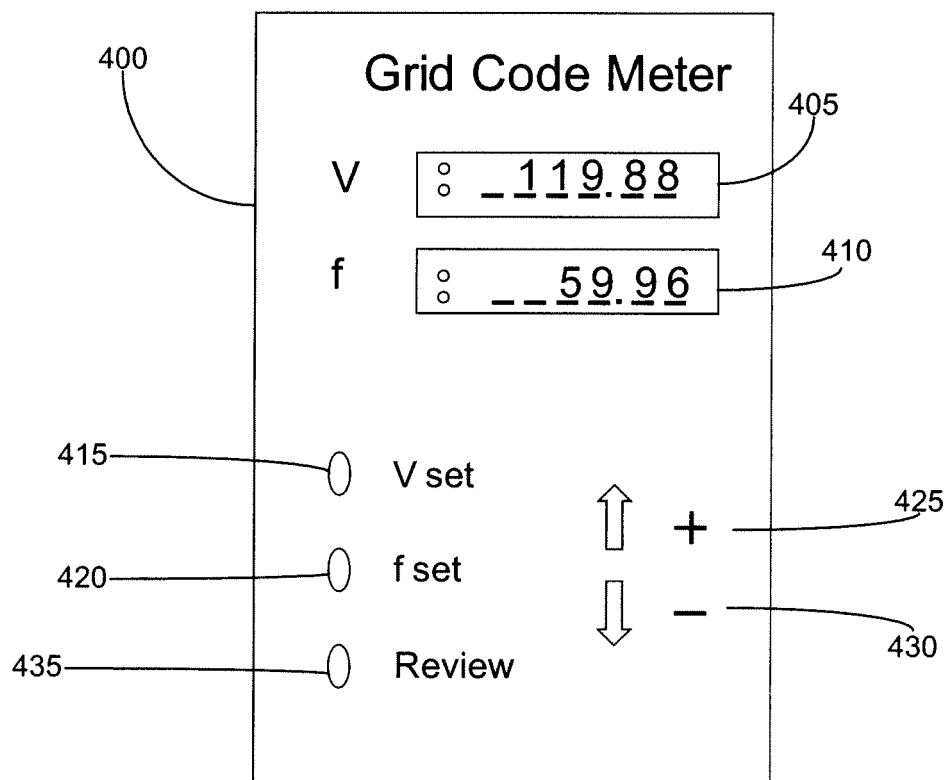 400
Grid Code Meter
405
V _ 119.88
410
f _ _ 59.96
415
V set
425
+
420
f set
430
−
435
Review